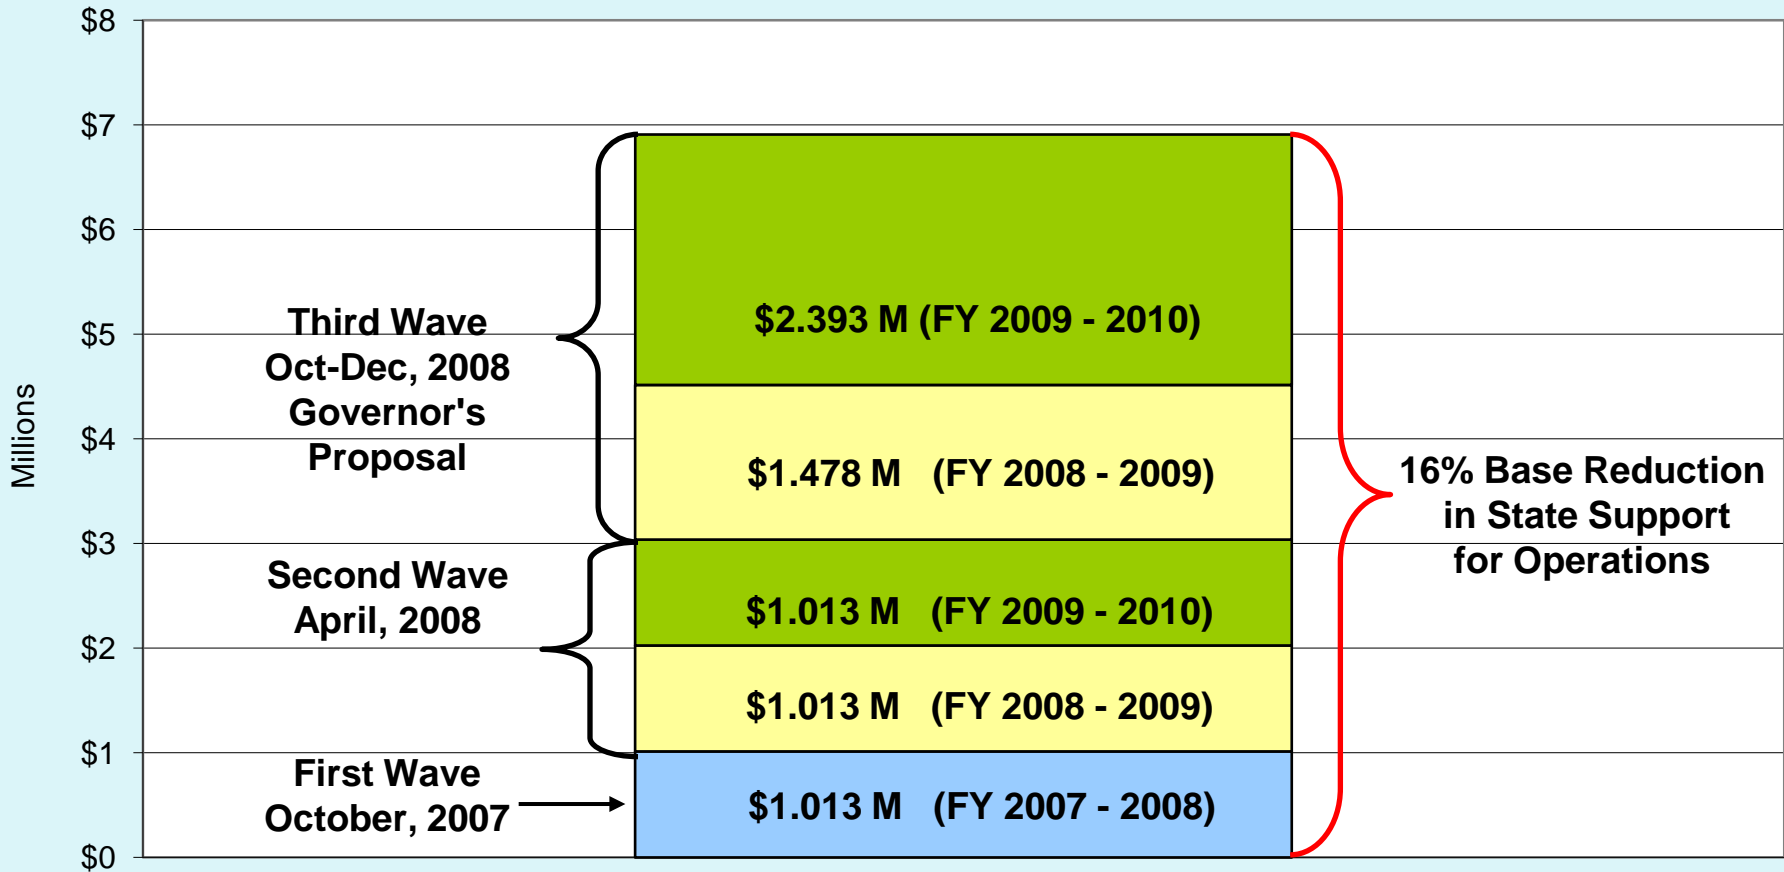 $8
$7
$6
$5
$4
$3
$2
$1
$0
Millions
Third Wave
Oct-Dec, 2008
Governor's
Proposal
Second Wave
April, 2008
First Wave
October, 2007
$2.393 M (FY 2009 - 2010)
$1.478 M (FY 2008 - 2009)
$1.013 M (FY 2009 - 2010)
$1.013 M (FY 2008 - 2009)
$1.013 M (FY 2007 - 2008)
16% Base Reduction
in State Support
for Operations